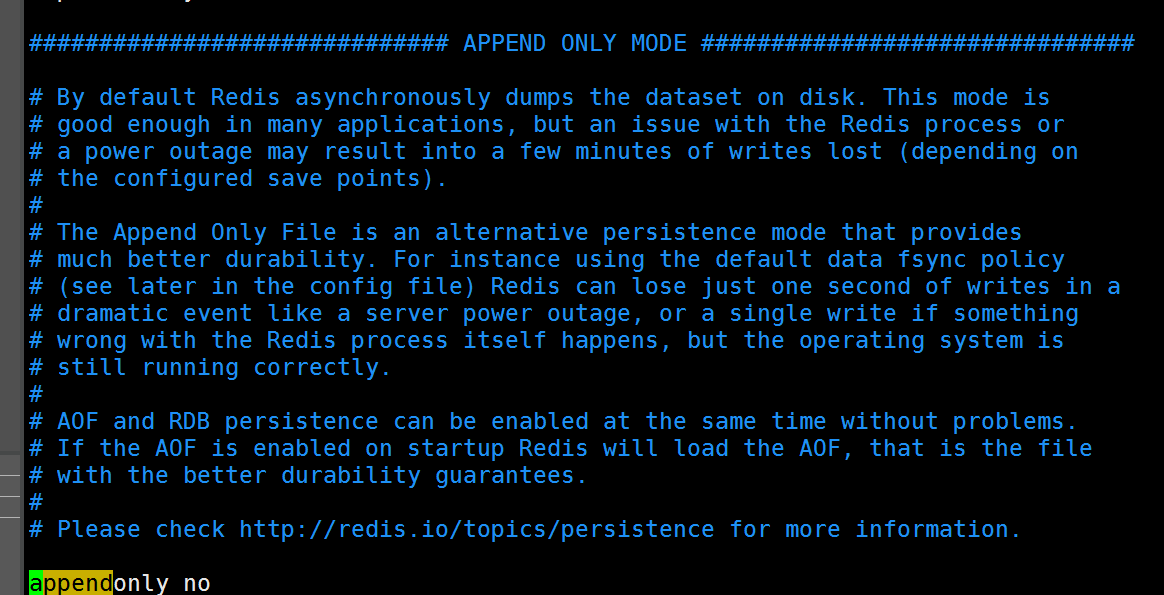 ############################## APPEND ONLY MODE ###############################
# By default Redis asynchronously dumps the dataset on disk. This mode is
# good enough in many applications, but an issue with the Redis process or
# a power outage may result into a few minutes of writes lost (depending on
# the configured save points).
#
# The Append Only File is an alternative persistence mode that provides
# much better durability. For instance using the default data fsync policy
# (see later in the config file) Redis can lose just one second of writes in a
# dramatic event like a server power outage, or a single write if something
# wrong with the Redis process itself happens, but the operating system is
# still running correctly.
#
# AOF and RDB persistence can be enabled at the same time without problems.
# If the AOF is enabled on startup Redis will load the AOF, that is the file
# with the better durability guarantees.
#
# Please check http://redis.io/topics/persistence for more information.
appendonly no